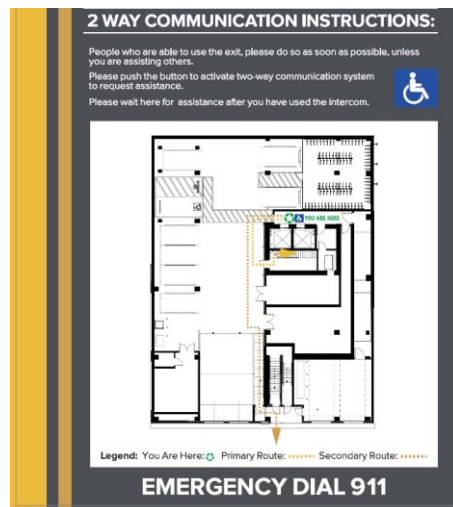 2 WAY COMMUNICATION INSTRUCTIONS:
People who are able to use the exit, please do so as soon as possible, unless
you are assisting others.
Please push the button to activate two-way communication system
to request assistance.
Please wait here for assistance after you have used the intercom.
YOU ARE HERE
Legend: You Are Here: Primary Route: Secondary Route:
EMERGENCY DIAL 911